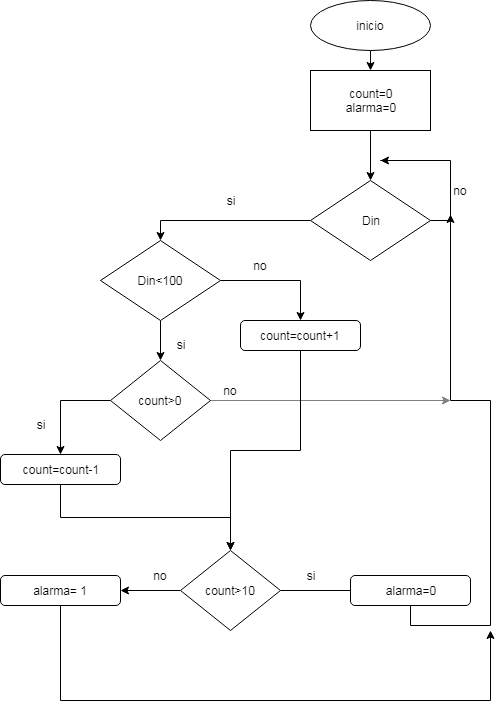 inicio
count=0
alarma=0
no
si
Din
Din<100
no
count=count+1
si
count>0
no
si
count=count-1
no
si
alarma= 1
count>10
alarma=0